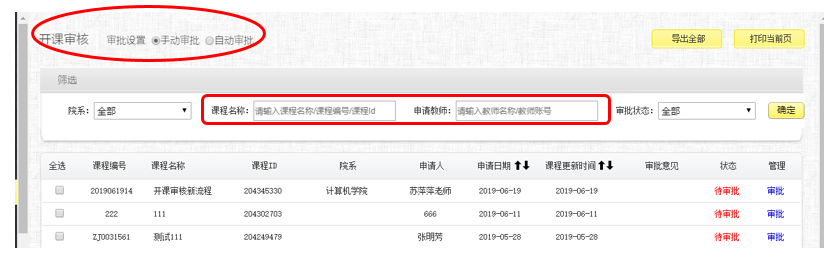 开课审核 审批设置 手动审批 自动审批 导出全部 打印当前页
筛选
院系: 全部 课程名称: 请输入课程名称/课程编号/课程Id 申请教师: 请输入教师名称/教师账号 审批状态: 全部 确定
全选 课程编号 课程名称 课程ID 院系 申请人 申请日期 课程更新时间 审批意见 状态 管理
2019061914 开课审核新流程 204345330 计算机学院 苏萍萍老师 2019-06-19 2019-06-19 待审批 审批
222 111 204302703 666 2019-06-11 2019-06-11 待审批 审批
ZJ0031561 测试111 204249479 张明芳 2019-05-28 2019-05-28 待审批 审批